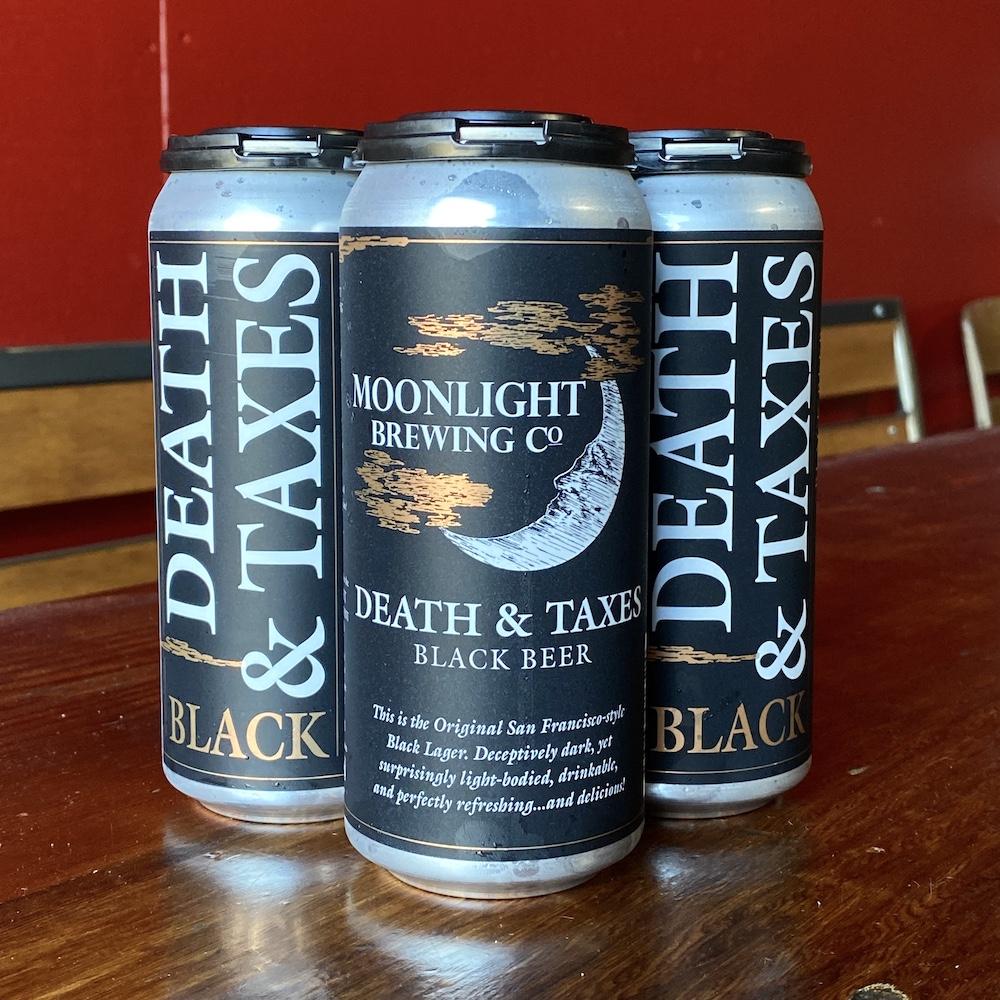 DEATH
& TAXES
BLACK
MOONLIGHT
BREWING Cº
DEATH & TAXES
BLACK BEER
This is the Original San Francisco-style
Black Lager. Deceptively dark, yet
surprisingly light-bodied, drinkable,
and perfectly refreshing...and delicious!
DEATH
& TAXES
BLACK